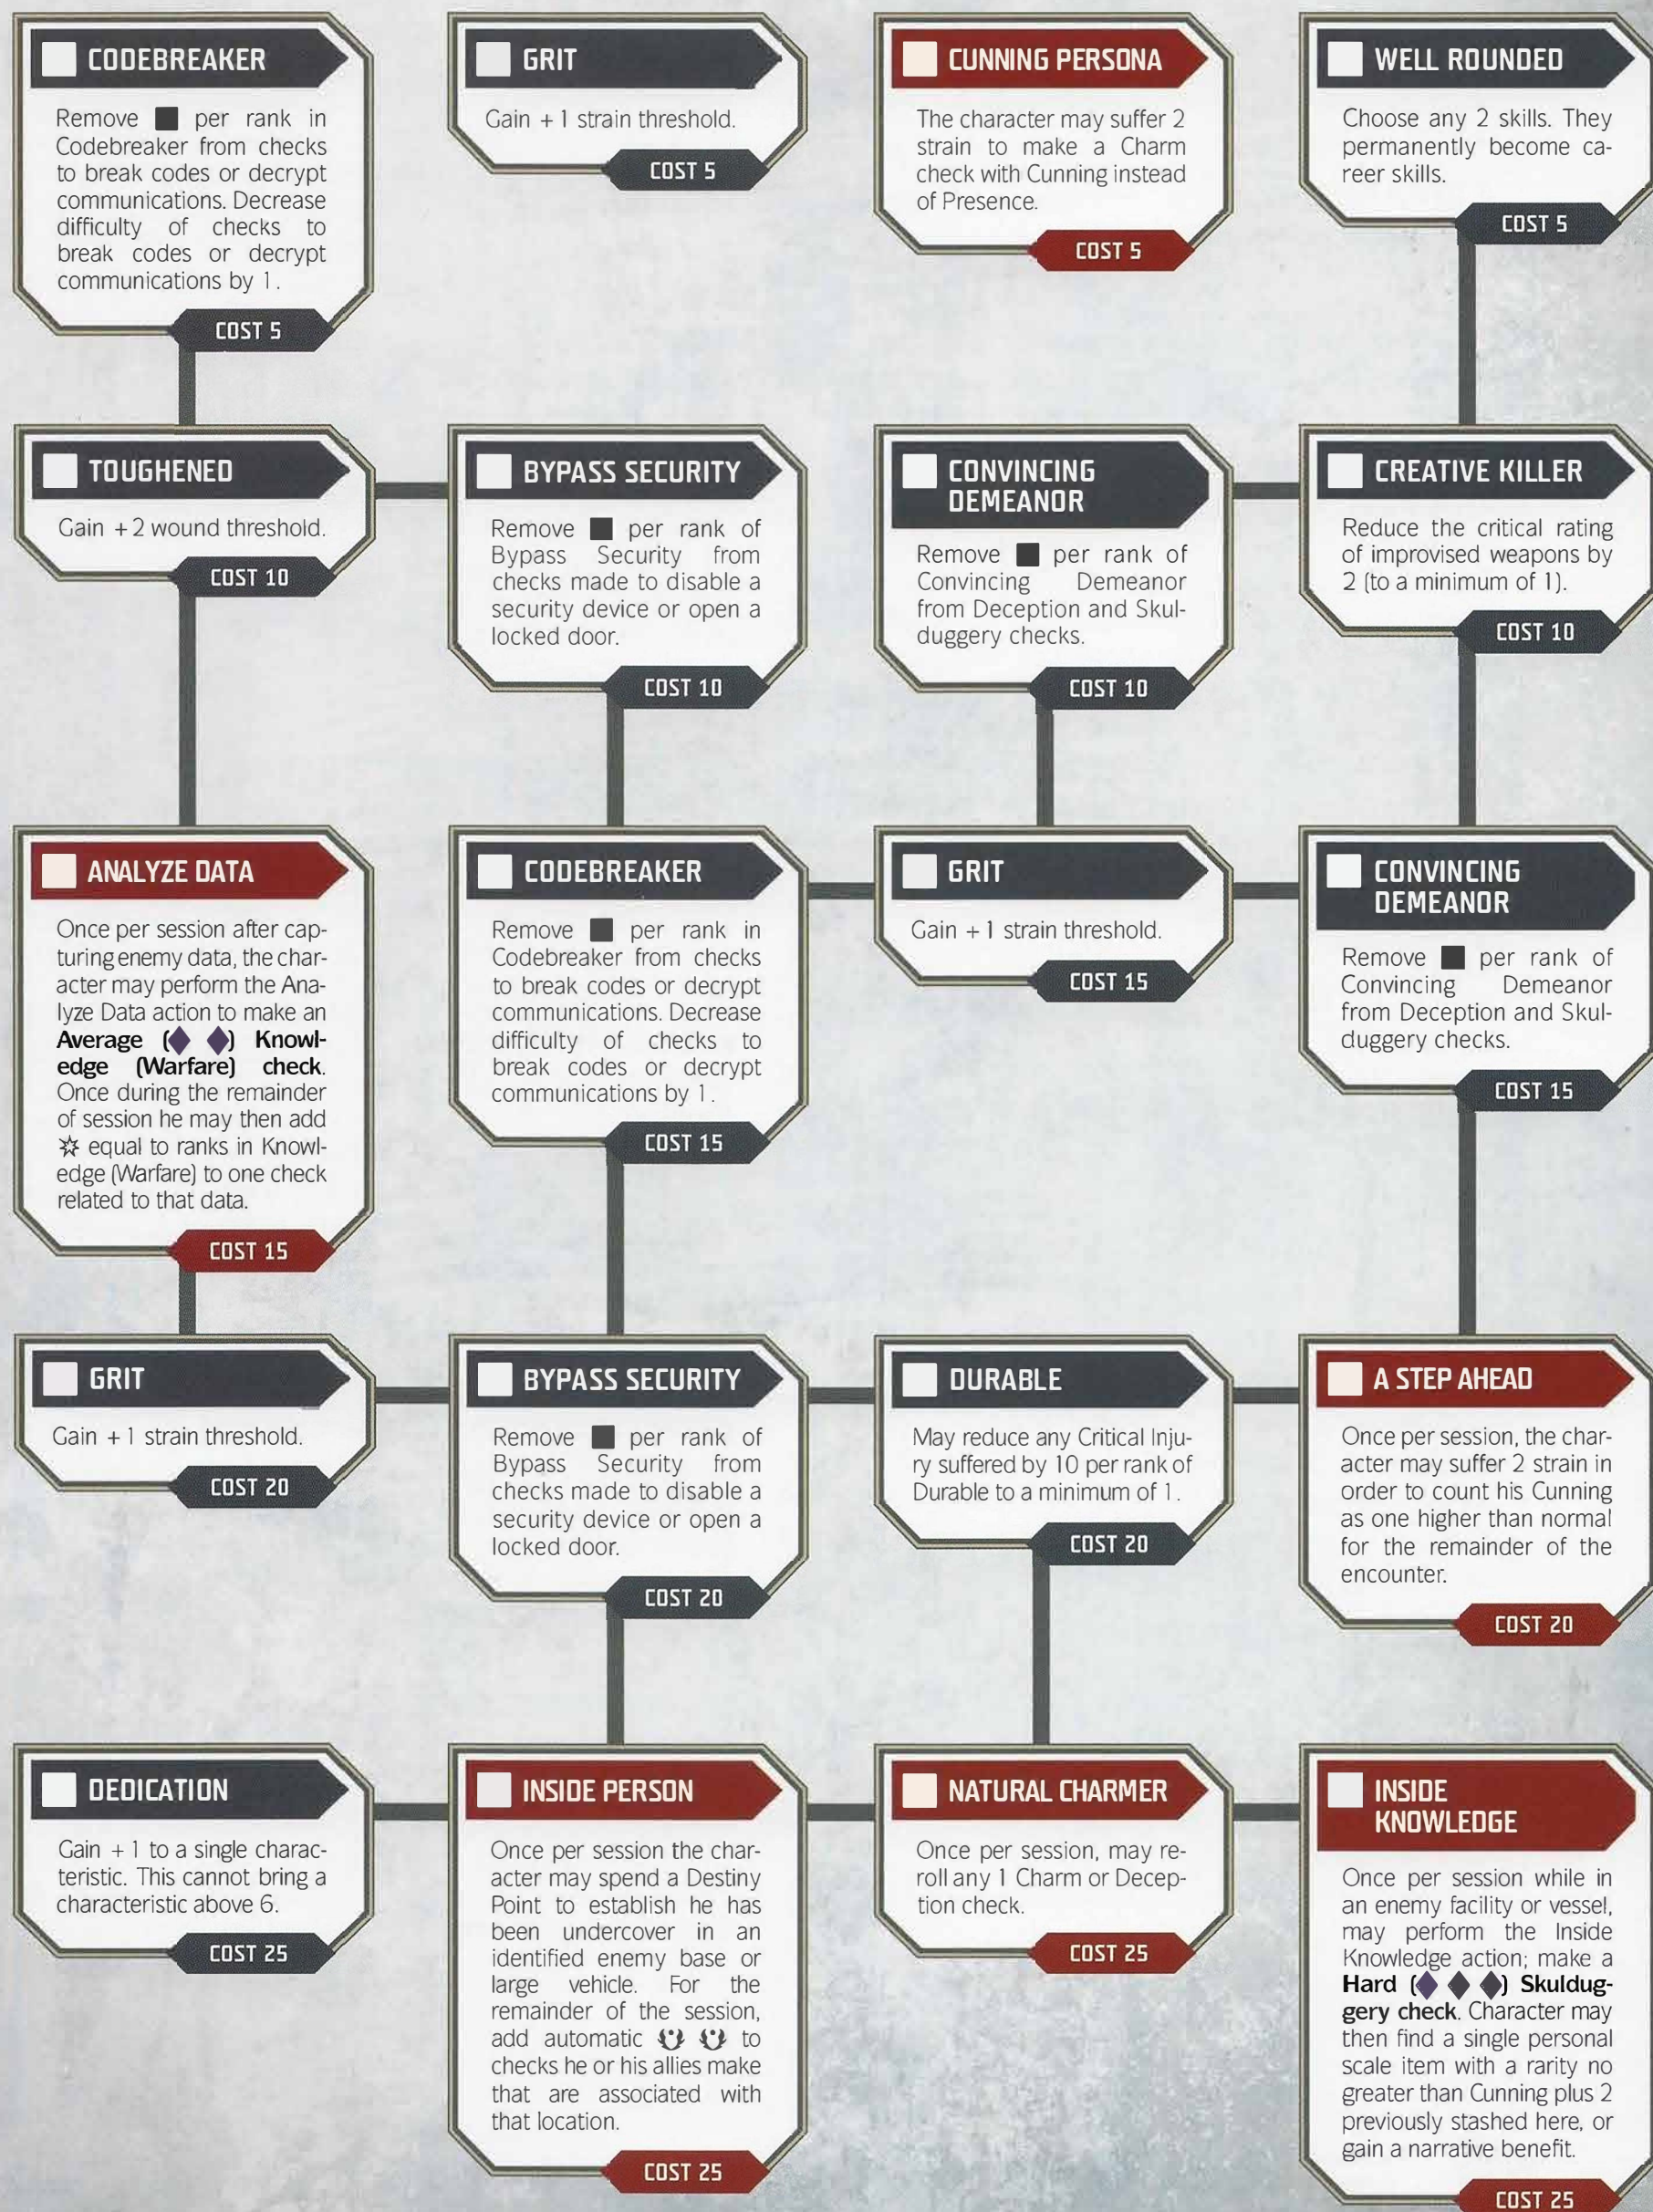 CODEBREAKER
Remove per rank in
Codebreaker from checks
to break codes or decrypt
communications. Decrease
difficulty of checks to
break codes or decrypt
communications by 1.
COST 5
GRIT
Gain +1 strain threshold.
COST 5
CUNNING PERSONA
The character may suffer 2
strain to make a Charm
check with Cunning instead
of Presence.
COST 5
WELL ROUNDED
Choose any 2 skills. They
permanently become ca-
reer skills.
COST 5
TOUGHENED
Gain +2 wound threshold.
COST 10
BYPASS SECURITY
Remove per rank of
Bypass Security from
checks made to disable a
security device or open a
locked door.
COST 10
CONVINCING
DEMEANOR
Remove per rank of
Convincing Demeanor
from Deception and Skul-
duggery checks.
COST 10
CREATIVE KILLER
Reduce the critical rating
of improvised weapons by
2 (to a minimum of 1).
COST 10
ANALYZE DATA
Once per session after cap-
turing enemy data, the char-
acter may perform the Ana-
lyze Data action to make an
Average (◆ ◆) Knowl-
edge (Warfare) check.
Once during the remainder
of session he may then add
equal to ranks in Knowl-
edge (Warfare) to one check
related to that data.
COST 15
CODEBREAKER
Remove per rank in
Codebreaker from checks
to break codes or decrypt
communications. Decrease
difficulty of checks to
break codes or decrypt
communications by 1.
COST 15
GRIT
Gain +1 strain threshold.
COST 15
CONVINCING
DEMEANOR
Remove per rank of
Convincing Demeanor
from Deception and Skul-
duggery checks.
COST 15
GRIT
Gain +1 strain threshold.
COST 20
BYPASS SECURITY
Remove per rank of
Bypass Security from
checks made to disable a
security device or open a
locked door.
COST 20
DURABLE
May reduce any Critical Inju-
ry suffered by 10 per rank of
Durable to a minimum of 1.
COST 20
A STEP AHEAD
Once per session, the char-
acter may suffer 2 strain in
order to count his Cunning
as one higher than normal
for the remainder of the
encounter.
COST 20
DEDICATION
Gain +1 to a single charac-
teristic. This cannot bring a
characteristic above 6.
COST 25
INSIDE PERSON
Once per session the char-
acter may spend a Destiny
Point to establish he has
been undercover in an
identified enemy base or
large vehicle. For the
remainder of the session,
add automatic to
checks he or his allies make
that are associated with
that location.
COST 25
NATURAL CHARMER
Once per session, may re-
roll any 1 Charm or Decep-
tion check.
COST 25
INSIDE
KNOWLEDGE
Once per session while in
an enemy facility or vessel,
may perform the Inside
Knowledge action; make a
Hard (◆ ◆ ◆) Skuldug-
gery check. Character may
then find a single personal
scale item with a rarity no
greater than Cunning plus 2
previously stashed here, or
gain a narrative benefit.
COST 25